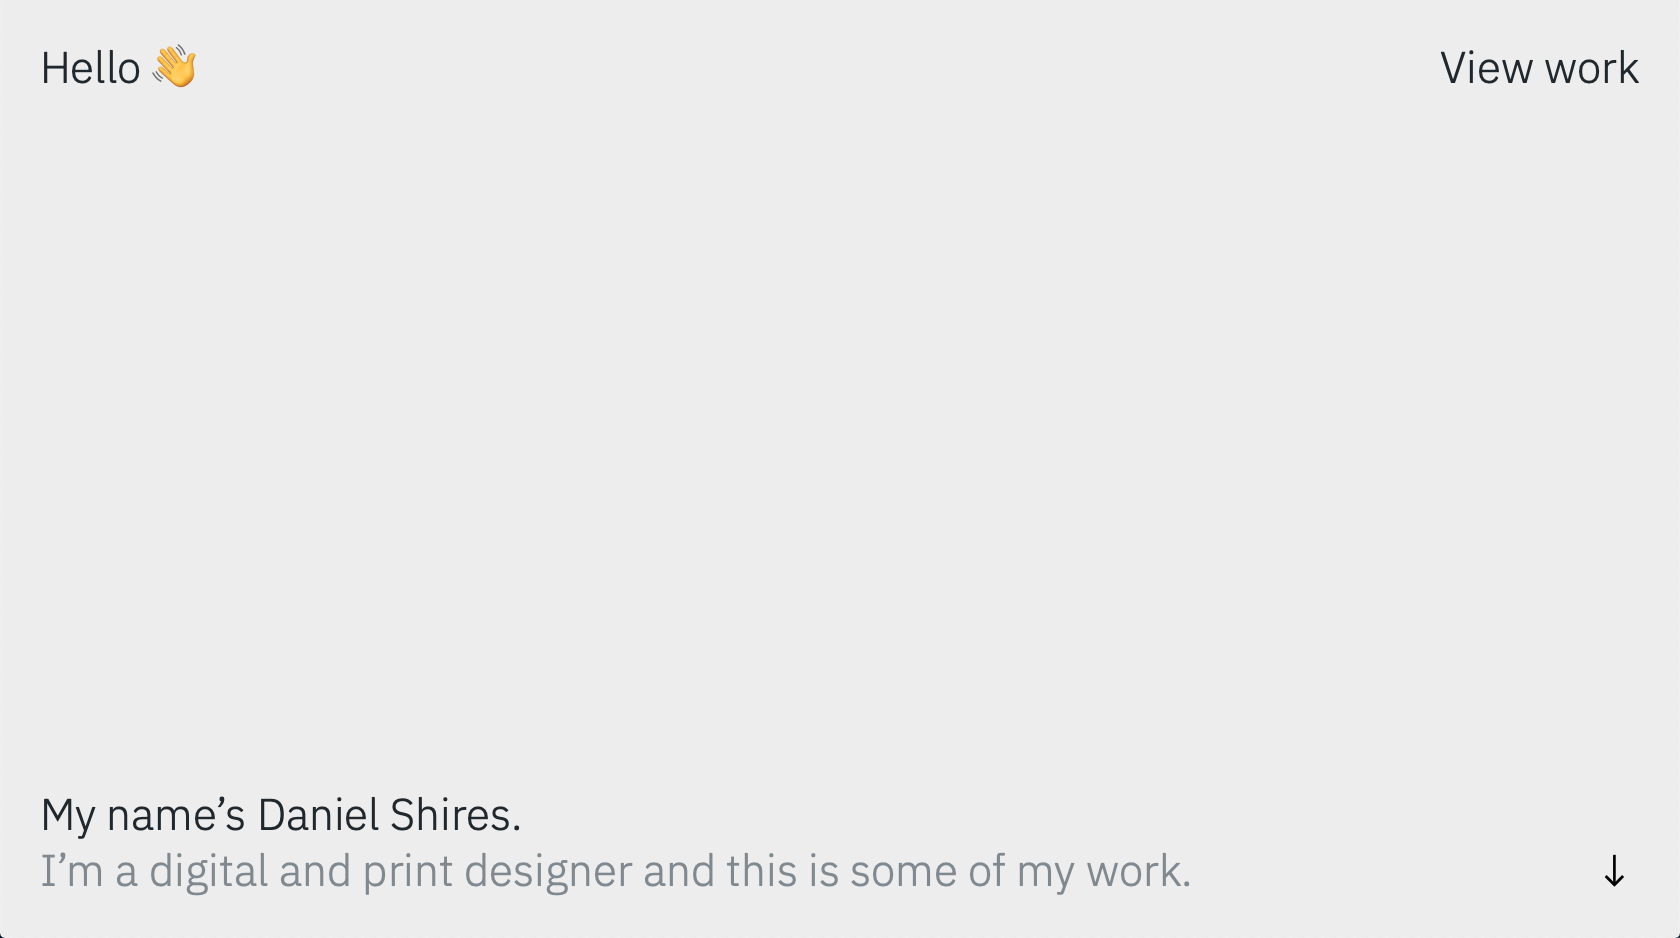 Hello 👋
View work
My name’s Daniel Shires.
I’m a digital and print designer and this is some of my work.
↓